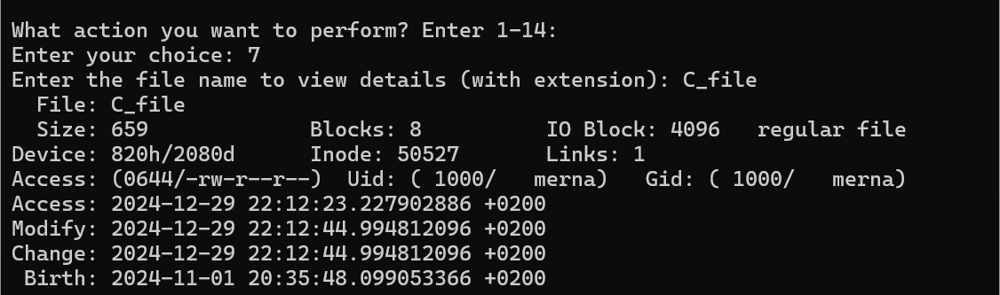 What action you want to perform? Enter 1-14:
Enter your choice: 7
Enter the file name to view details (with extension): C_file
  File: C_file
  Size: 659             Blocks: 8          IO Block: 4096   regular file
Device: 820h/2080d      Inode: 50527       Links: 1
Access: (0644/-rw-r--r--)  Uid: ( 1000/   merna)   Gid: ( 1000/   merna)
Access: 2024-12-29 22:12:23.227902886 +0200
Modify: 2024-12-29 22:12:44.994812096 +0200
Change: 2024-12-29 22:12:44.994812096 +0200
 Birth: 2024-11-01 20:35:48.099053366 +0200